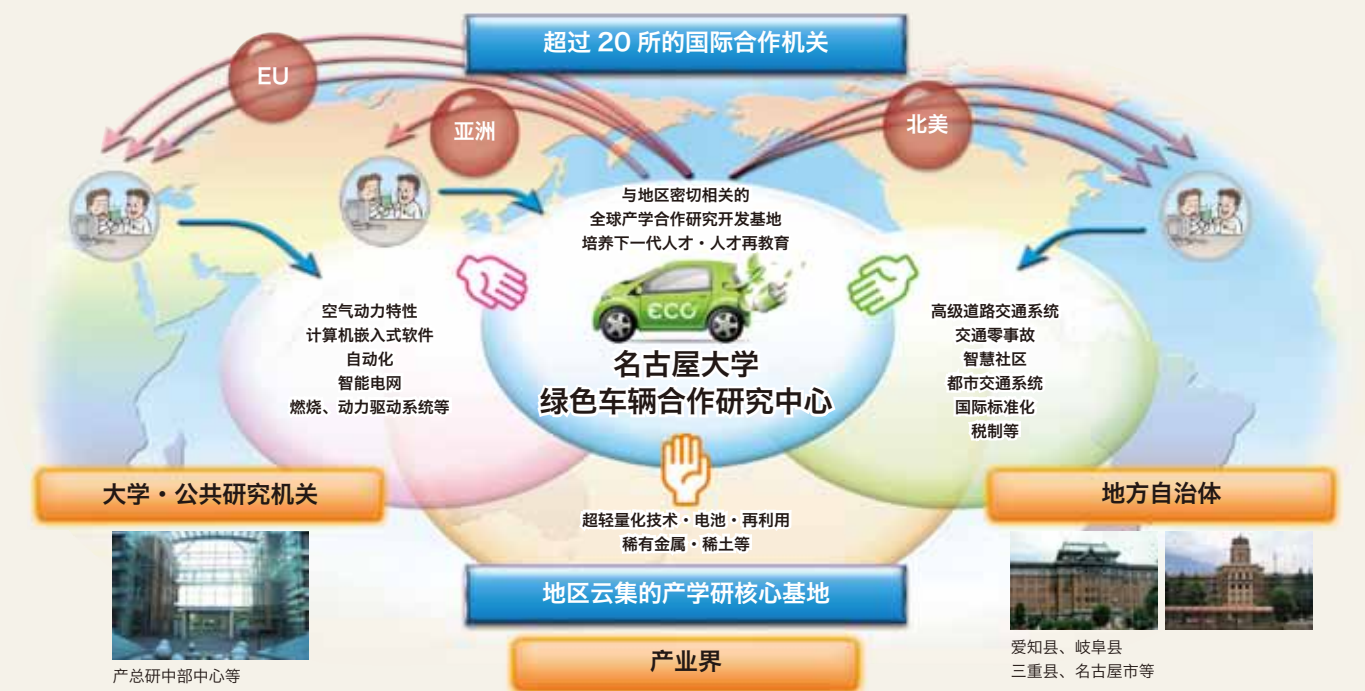 超过 20 所的国际合作机关
EU
亚洲
北美
与地区密切相关的
全球产学合作研究开发基地
培养下一代人才・人才再教育
eco
名古屋大学
绿色车辆合作研究中心
空气动力特性
计算机嵌入式软件
自动化
智能电网
燃烧、动力驱动系统等
高级道路交通系统
交通零事故
智慧社区
都市交通系统
国际标准化
税制等
大学・公共研究机关
产总研中部中心等
超轻量化技术・电池・再利用
稀有金属・稀土等
地区云集的产学研核心基地
产业界
地方自治体
爱知县、岐阜县
三重县、名古屋市等